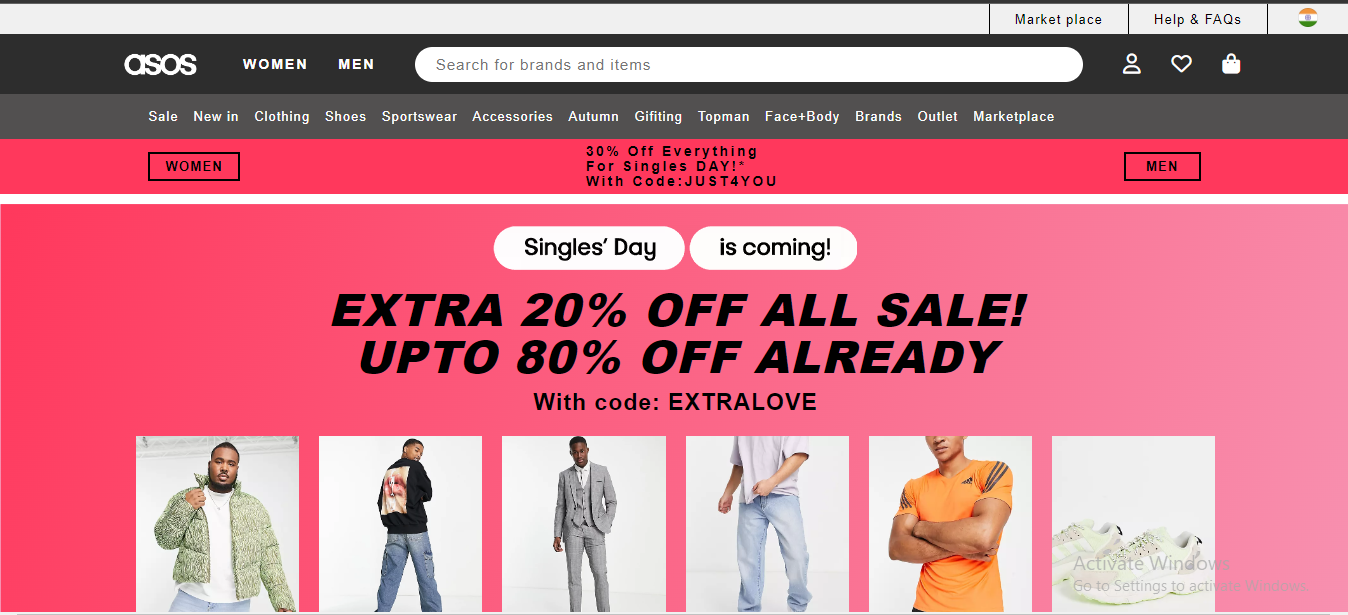 Market place
Help & FAQs
asos
WOMEN
MEN
Search for brands and items
Sale
New in
Clothing
Shoes
Sportswear
Accessories
Autumn
Gifiting
Topman
Face+Body
Brands
Outlet
Marketplace
WOMEN
30% Off Everything
For Singles DAY!*
With Code:JUST4YOU
MEN
Singles’ Day
is coming!
EXTRA 20% OFF ALL SALE!
UPTO 80% OFF ALREADY
With code: EXTRALOVE
Activate Windows
Go to Settings to activate Windows.